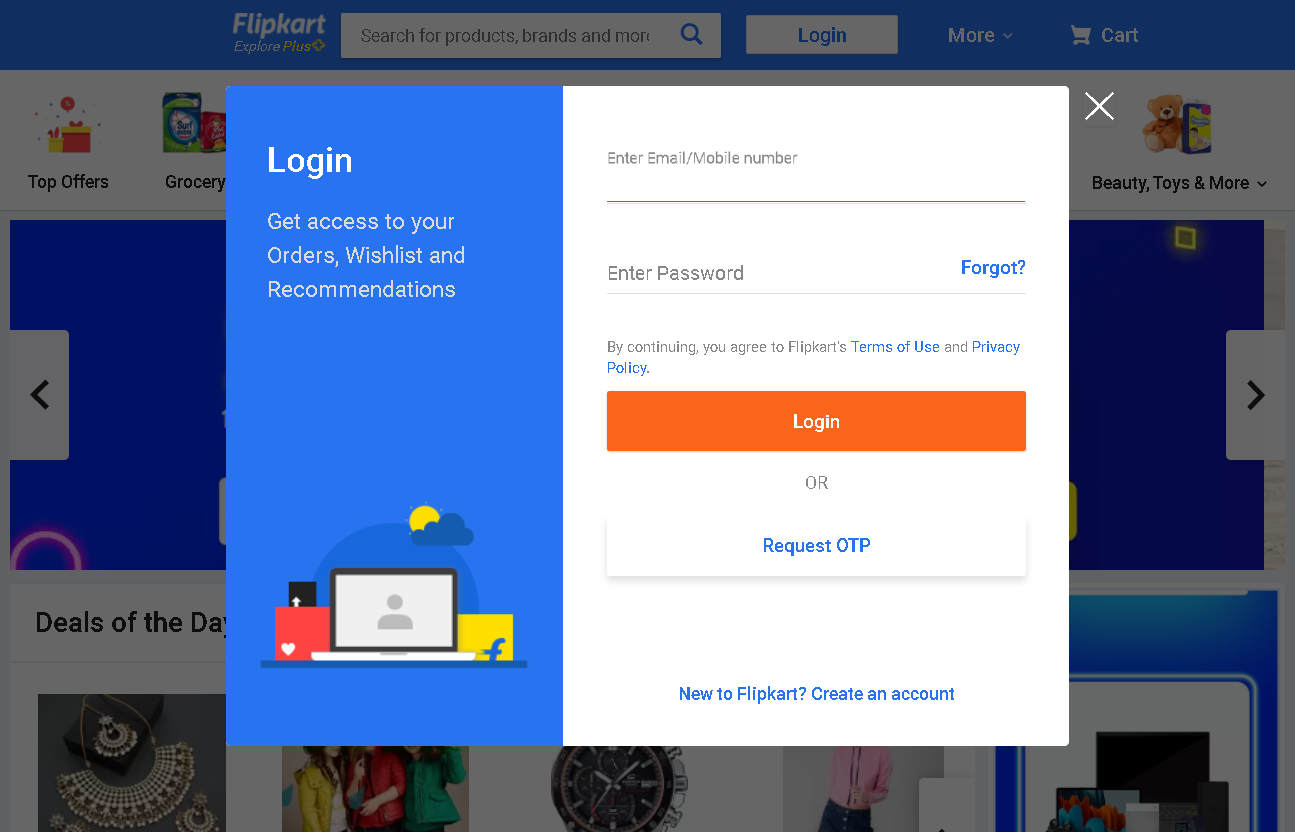 Flipkart
Explore Plus
Search for products, brands and more
Login
More
Cart
Top Offers
Grocery
Beauty, Toys & More
Login
Get access to your
Orders, Wishlist and
Recommendations
Enter Email/Mobile number
Enter Password
Forgot?
By continuing, you agree to Flipkart's Terms of Use and Privacy
Policy.
Login
OR
Request OTP
New to Flipkart? Create an account
Deals of the Day